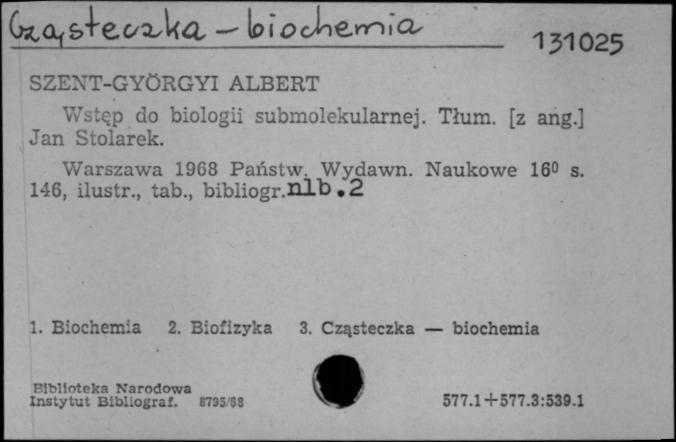 Cząsteczka – biochemia
131025
SZENT-GYÖRGYI ALBERT
Wstęp do biologii submolekularnej. Tłum. [z ang.]
Jan Stolarek.
Warszawa 1968 Państw. Wydawn. Naukowe 16⁰ s.
146, ilustr., tab., bibliogr.nlb.2
1. Biochemia 2. Biofizyka 3. Cząsteczka — biochemia
Biblioteka Narodowa
Instytut Bibliograf. 8795/68
577.1+577.3:539.1